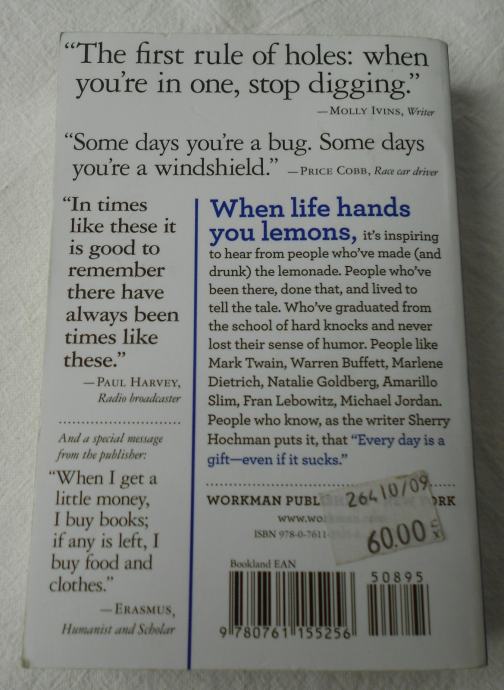 “The first rule of holes: when
you’re in one, stop digging.”
—Molly Ivins, Writer
“Some days you’re a bug. Some days
you’re a windshield.” —Price Cobb, Race car driver
“In times
like these it
is good to
remember
there have
always been
times like
these.”
—Paul Harvey,
Radio broadcaster
And a special message
from the publisher:
“When I get a
little money,
I buy books;
if any is left, I
buy food and
clothes.”
—Erasmus,
Humanist and Scholar
When life hands
you lemons, it’s inspiring
to hear from people who’ve made (and
drunk) the lemonade. People who’ve
been there, done that, and lived to
tell the tale. Who’ve graduated from
the school of hard knocks and never
lost their sense of humor. People like
Mark Twain, Warren Buffett, Marlene
Dietrich, Natalie Goldberg, Amarillo
Slim, Fran Lebowitz, Michael Jordan.
People who know, as the writer Sherry
Hochman puts it, that “Every day is a
gift—even if it sucks.”
WORKMAN
26410/09
60.00
ISBN 978-0-7611-
Bookland EAN
50895
9 780761 155256